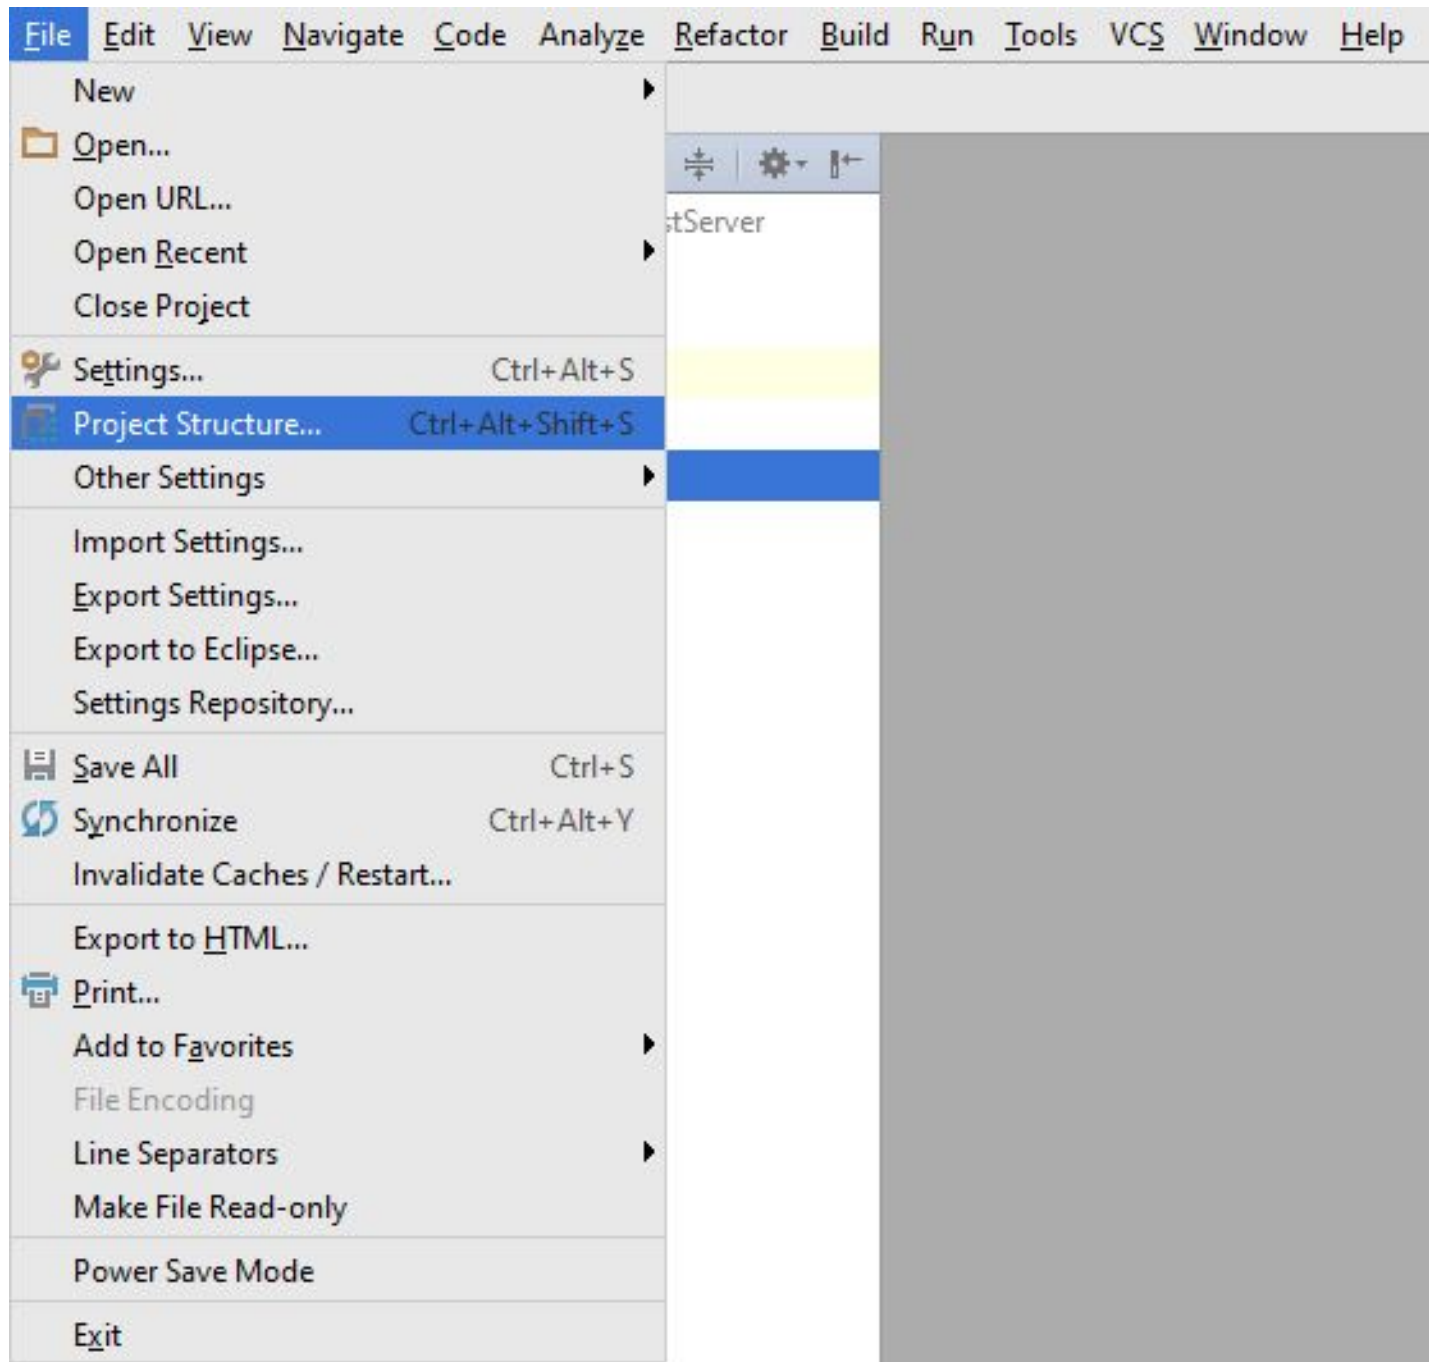 File Edit View Navigate Code Analyze Refactor Build Run Tools VCS Window Help
New
Open...
Open URL...
tServer
Open Recent
Close Project
Settings... Ctrl+Alt+S
Project Structure... Ctrl+Alt+Shift+S
Other Settings
Import Settings...
Export Settings...
Export to Eclipse...
Settings Repository...
Save All Ctrl+S
Synchronize Ctrl+Alt+Y
Invalidate Caches / Restart...
Export to HTML...
Print...
Add to Favorites
File Encoding
Line Separators
Make File Read-only
Power Save Mode
Exit